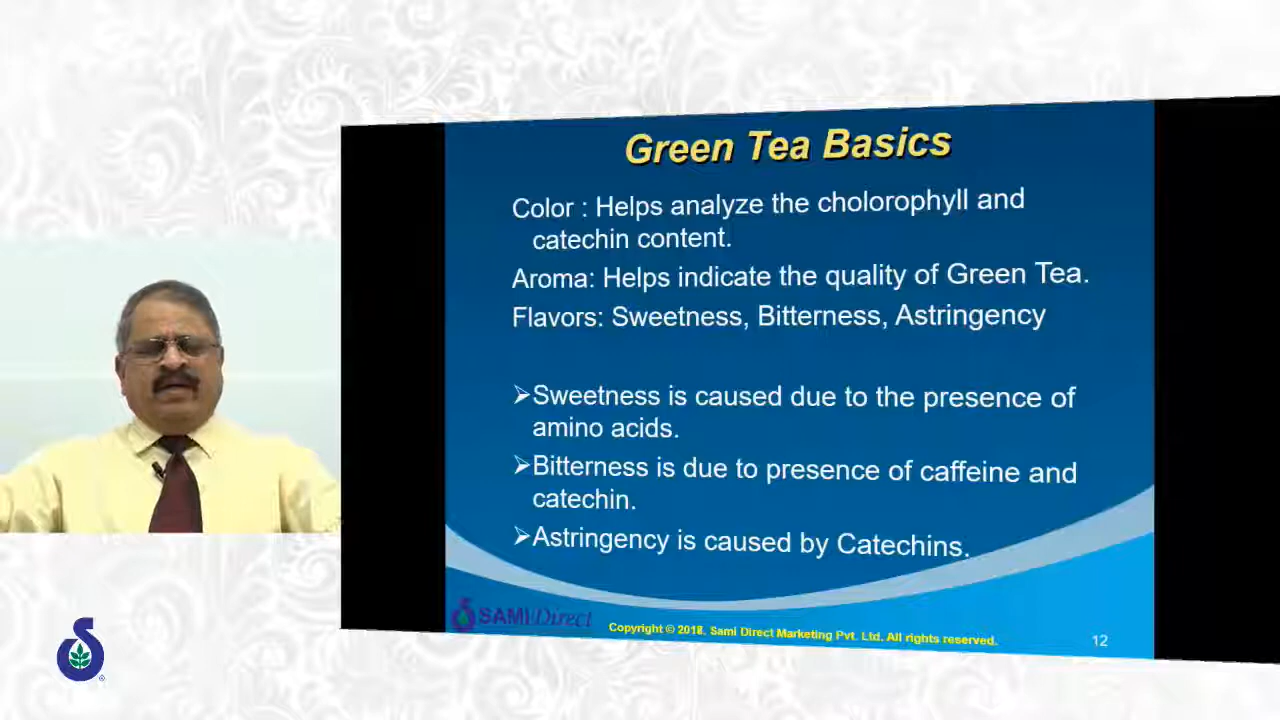 Green Tea Basics
Color : Helps analyze the cholorophyll and
catechin content.
Aroma: Helps indicate the quality of Green Tea.
Flavors: Sweetness, Bitterness, Astringency
➢Sweetness is caused due to the presence of
amino acids.
➢Bitterness is due to presence of caffeine and
catechin.
➢Astringency is caused by Catechins.
SAMI Direct
Copyright © 2018. Sami Direct Marketing Pvt. Ltd. All rights reserved.
12
®